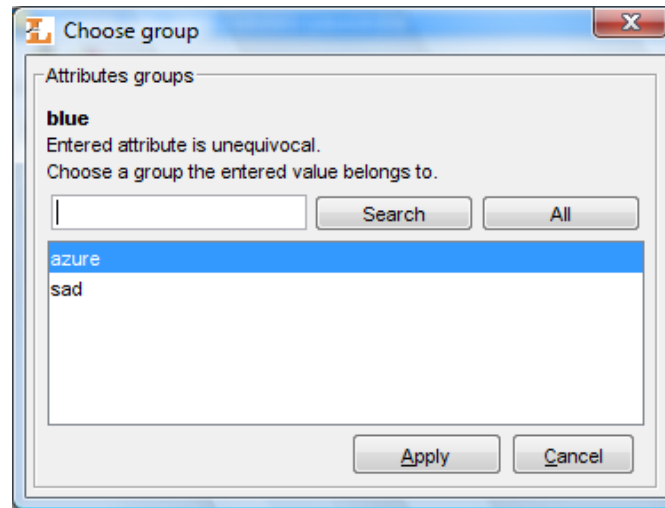 Choose group
Attributes groups
blue
Entered attribute is unequivocal.
Choose a group the entered value belongs to.
Search All
azure
sad
Apply Cancel